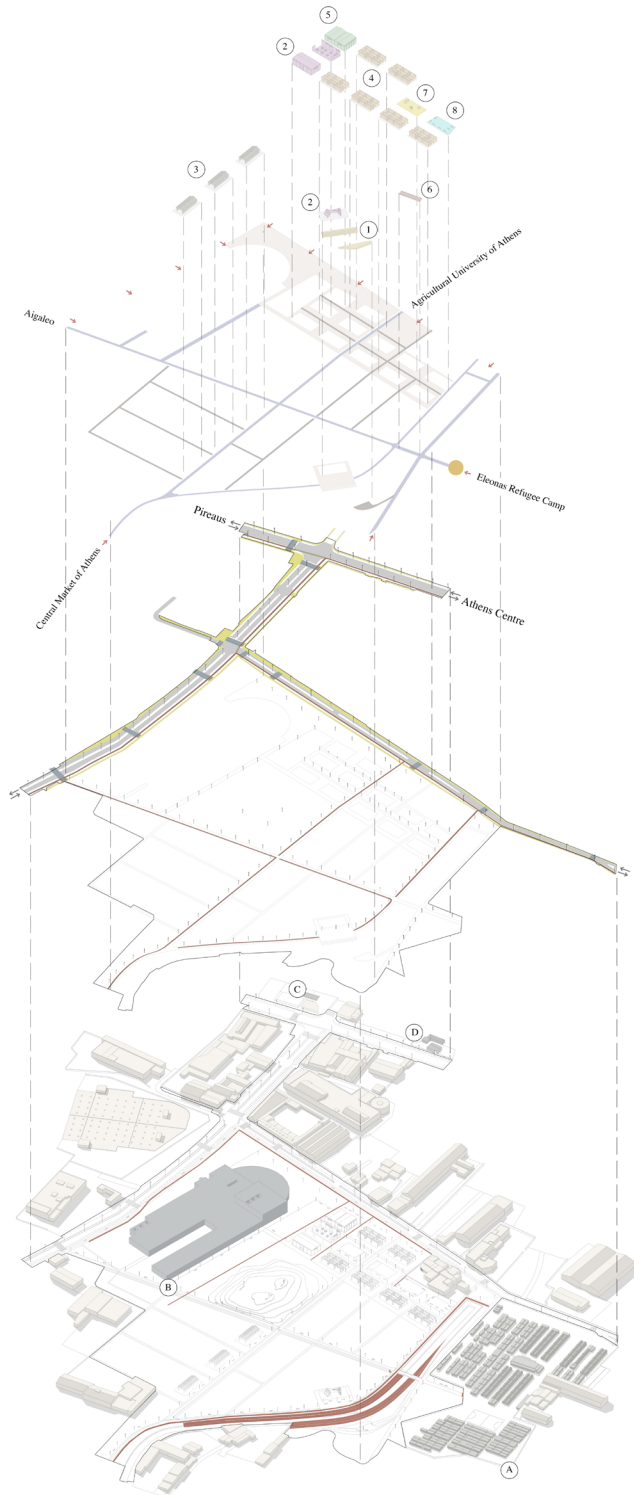 5
2
4
7
8
3
6
2
1
Agricultural University of Athens
Aigaleo
Eleonas Refugee Camp
Pireaus
Central Market of Athens
Athens Centre
C
D
B
A